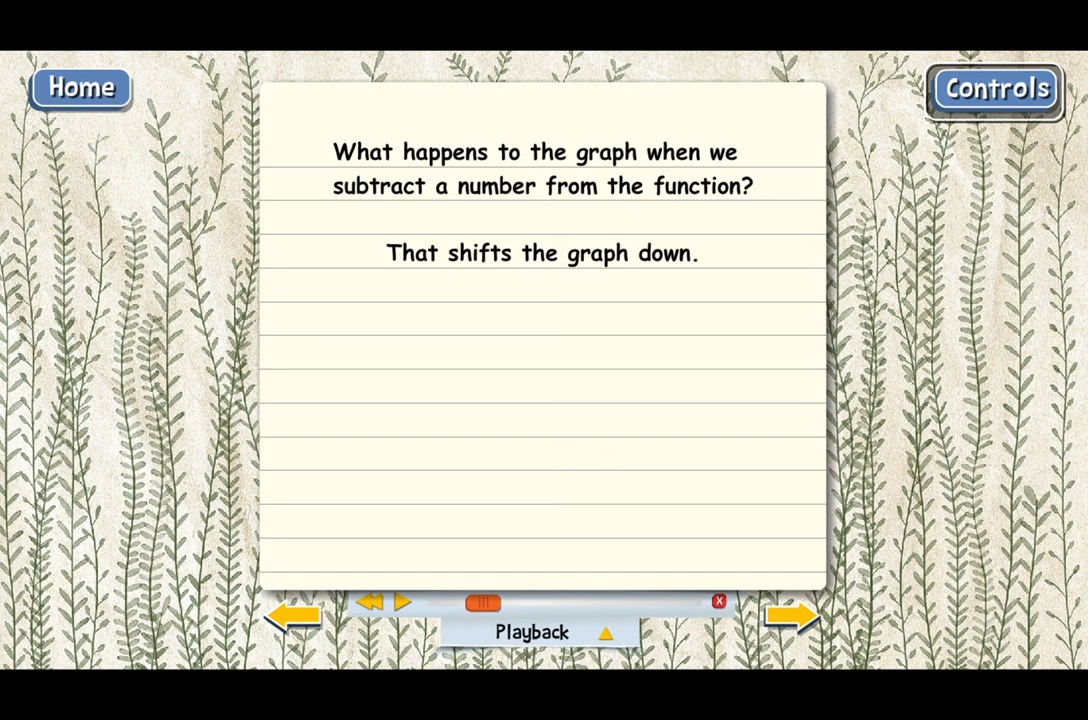 Home
Controls
What happens to the graph when we
subtract a number from the function?
That shifts the graph down.
Playback